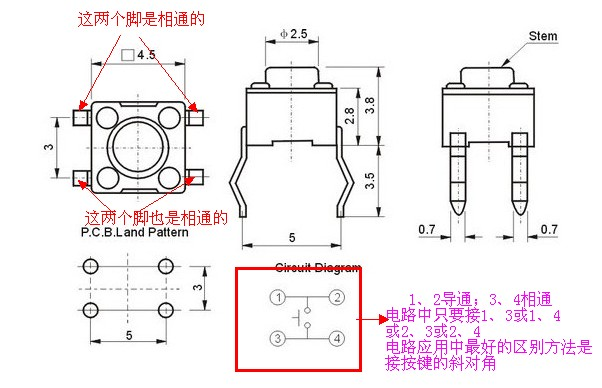 这两个脚是相通的
□ 4.5
3
这两个脚也是相通的
P.C.B.Land Pattern
3
5
ϕ 2.5
2.8
3.8
3.5
5
Stem
0.7
0.7
Circuit Diagram
1 2
3 4
1、2导通；3、4相通
电路中只要接1、3或1、4
或2、3或2、4
电路应用中最好的区别方法是
接按键的斜对角